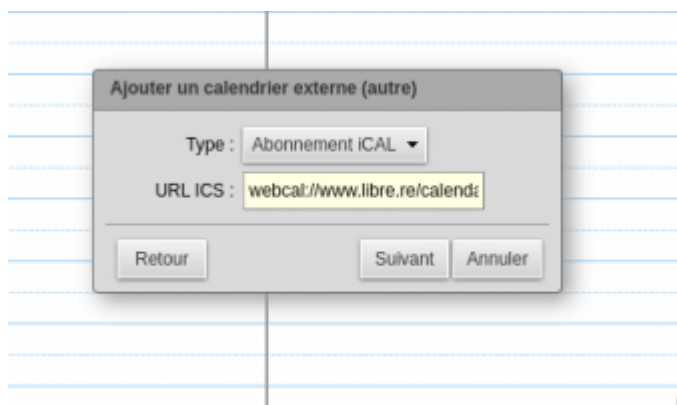 Ajouter un calendrier externe (autre)
Type : Abonnement iCAL
URL ICS : webcal://www.libre.re/calenda
Retour Suivant Annuler